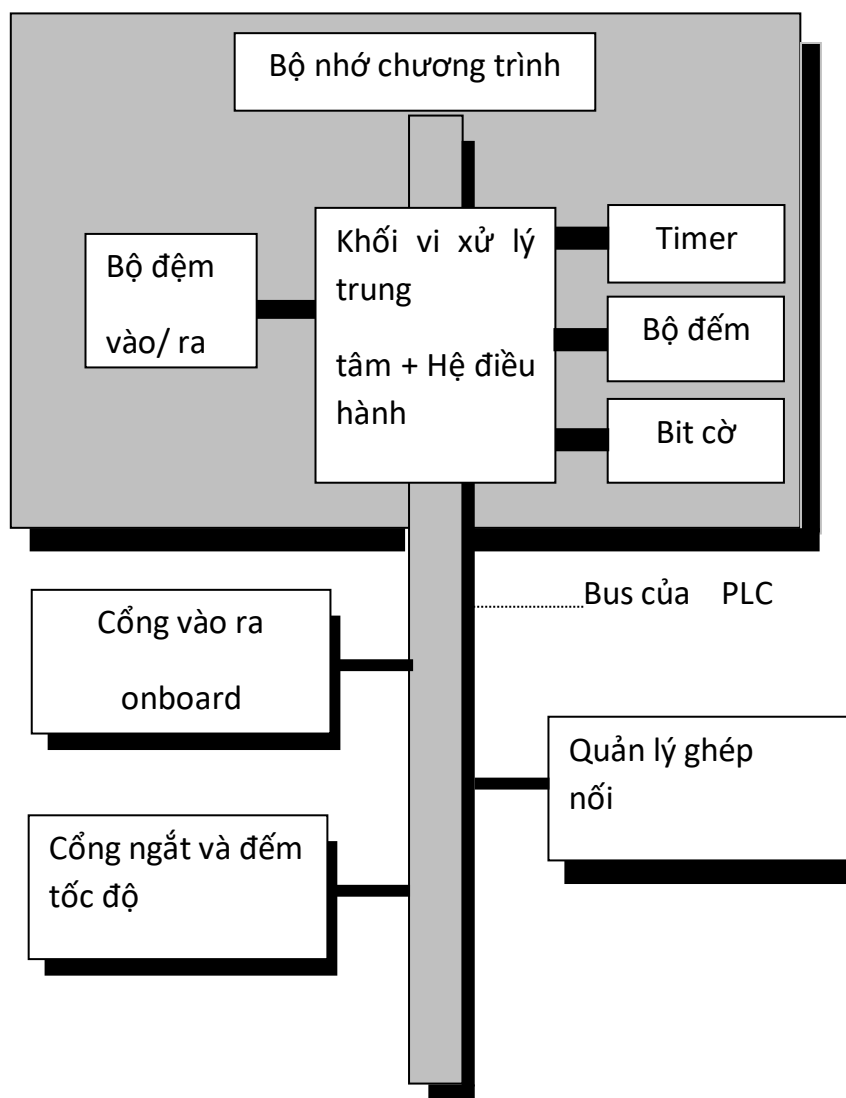 Bộ nhớ chương trình
Bộ đệm
vào/ ra
Khối vi xử lý
trung
tâm + Hệ điều
hành
Timer
Bộ đếm
Bit cờ
Cổng vào ra
onboard
Bus của PLC
Quản lý ghép
nối
Cổng ngắt và đếm
tốc độ